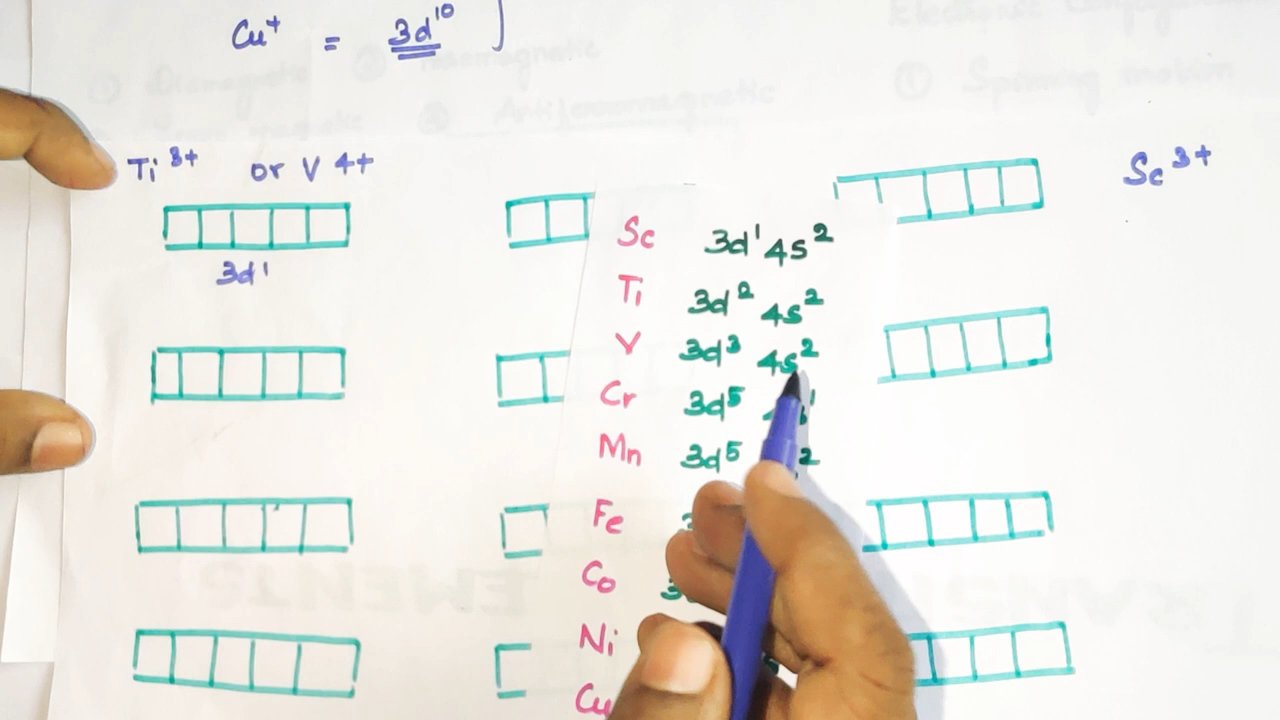 Cu⁺ = 3d¹⁰
Ti³⁺ or V⁴⁺
3d¹
Sc³⁺
Sc 3d¹ 4s²
Ti 3d² 4s²
V 3d³ 4s²
Cr 3d⁵
Mn 3d⁵
Fe
Co
Ni
Cu